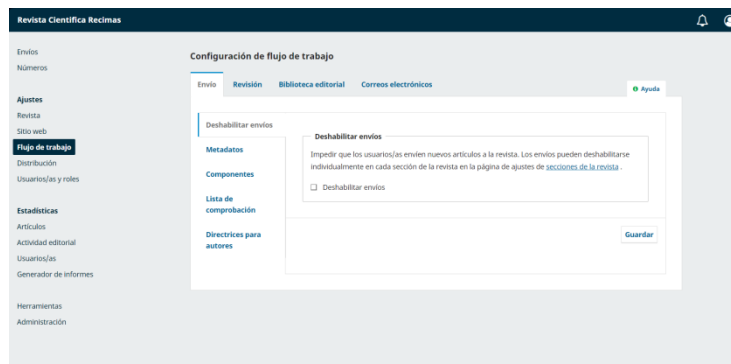 Revista Científica Recimas
Envíos
Números
Ajustes
Revista
Sitio web
Flujo de trabajo
Distribución
Usuarios/as y roles
Estadísticas
Artículos
Actividad editorial
Usuarios/as
Generador de informes
Herramientas
Administración
Configuración de flujo de trabajo
Envío
Revisión
Biblioteca editorial
Correos electrónicos
Ayuda
Deshabilitar envíos
Metadatos
Componentes
Lista de
comprobación
Directrices para
autores
Deshabilitar envíos
Impedir que los usuarios/as envíen nuevos artículos a la revista. Los envíos pueden deshabilitarse
individualmente en cada sección de la revista en la página de ajustes de secciones de la revista .
Deshabilitar envíos
Guardar